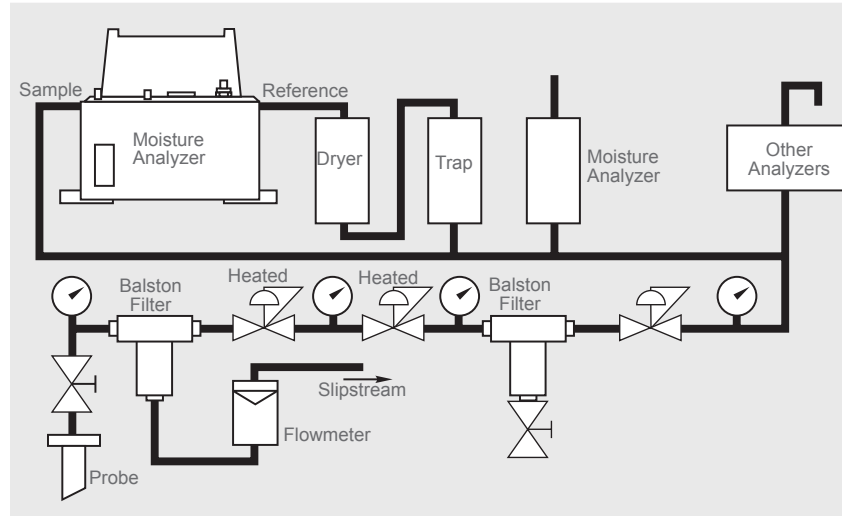 Sample
Reference
Moisture
Analyzer
Dryer
Trap
Moisture
Analyzer
Other
Analyzers
Balston
Filter
Heated
Heated
Balston
Filter
Slipstream
Flowmeter
Probe